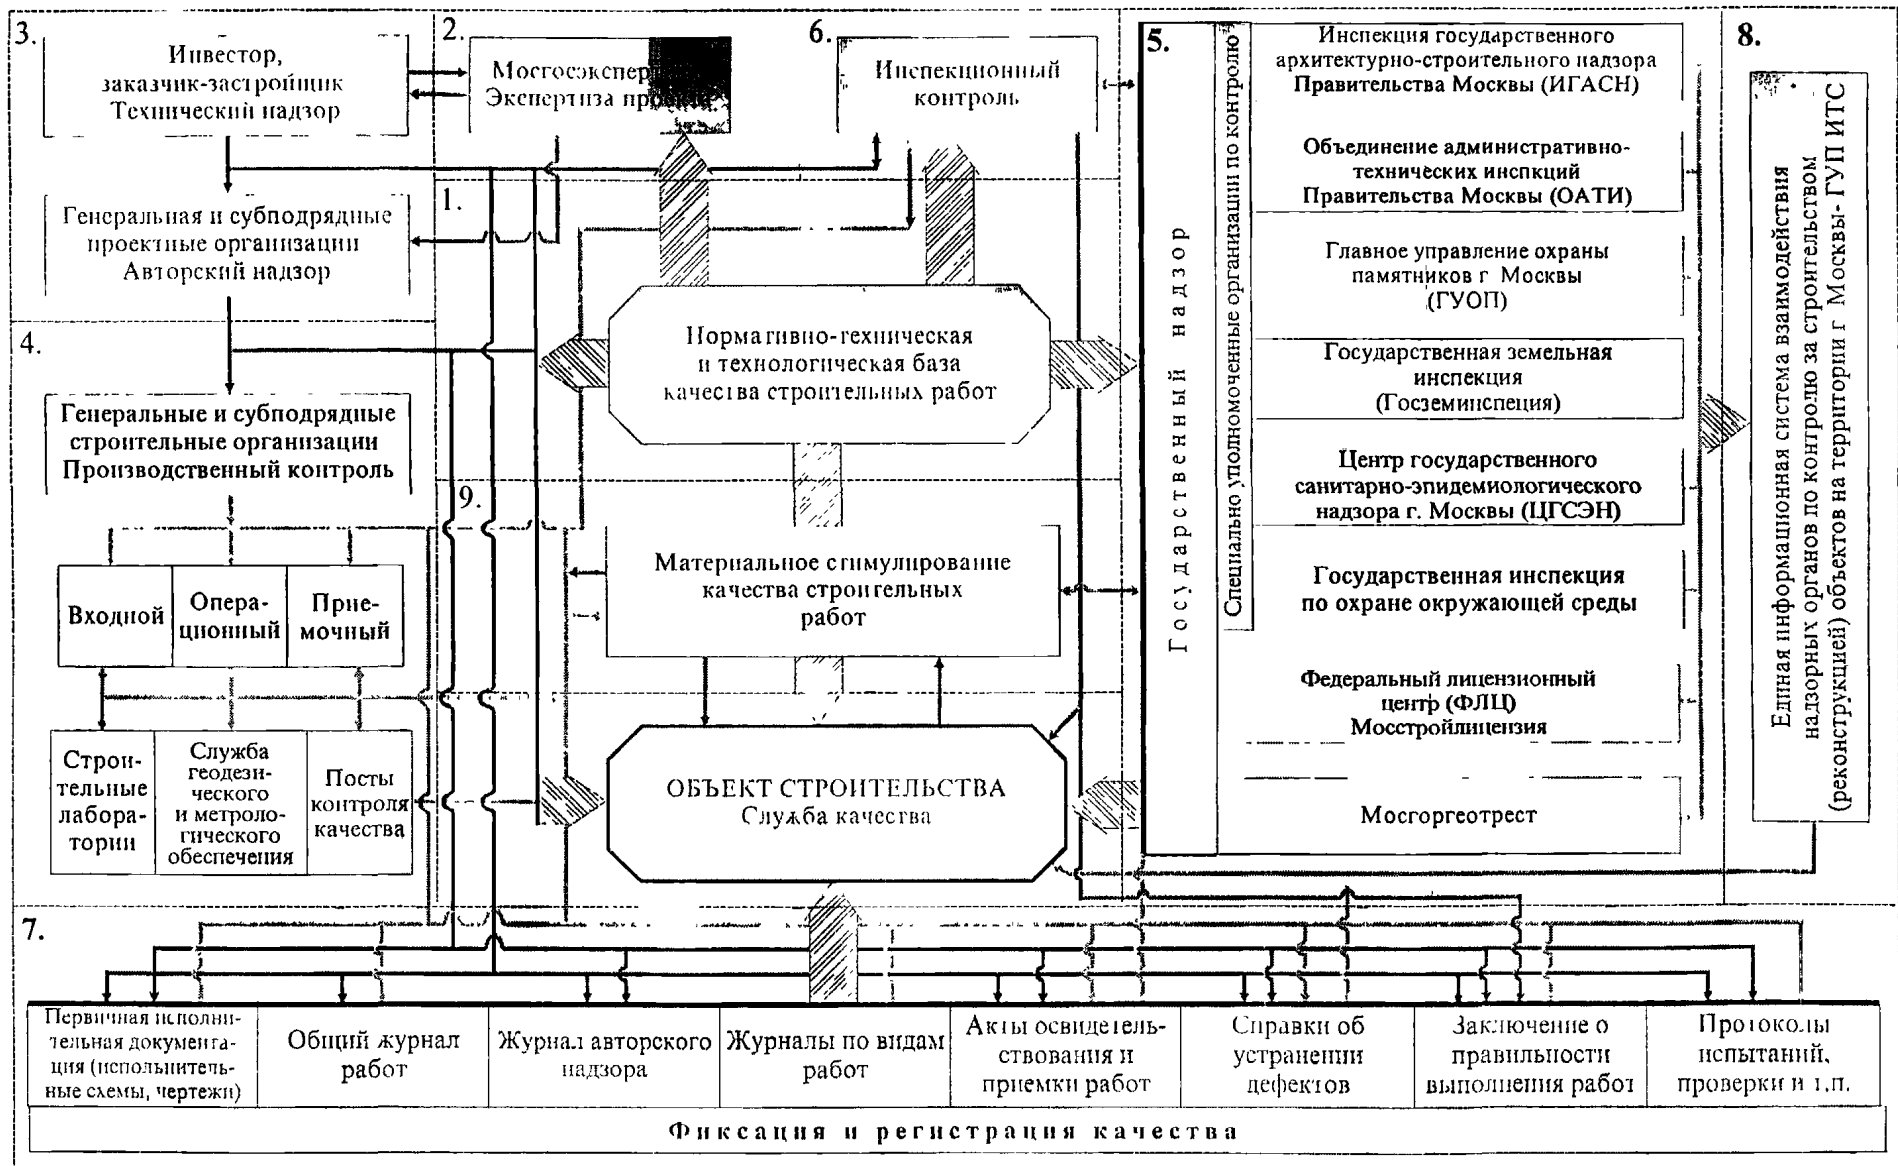 3.
Инвестор,
заказчик-застройщик
Технический надзор
2.
Мосгосэкспер
Экспертиза проекта
6.
Инспекционный
контроль
1.
Генеральная и субподрядные
проектные организации
Авторский надзор
Нормативно-техническая
и технологическая база
качества строительных работ
4.
Генеральные и субподрядные
строительные организации
Производственный контроль
Входной
Опера-
ционный
Прие-
мочный
Строи-
тельные
лабора-
тории
Служба
геодези-
ческого
и метроло-
гического
обеспечения
Посты
контроля
качества
9.
Материальное стимулирование
качества строительных
работ
ОБЪЕКТ СТРОИТЕЛЬСТВА
Служба качества
5.
Государственный надзор
Специально уполномоченные организации по контролю
Инспекция государственного
архитектурно-строительного надзора
Правительства Москвы (ИГАСН)
Объединение административно-
технических инспкций
Правительства Москвы (ОАТИ)
Главное управление охраны
памятников г Москвы
(ГУОП)
Государственная земельная
инспекция
(Госземинспеция)
Центр государственного
санитарно-эпидемиологического
надзора г. Москвы (ЦГСЭН)
Государственная инспекция
по охране окружающей среды
Федеральный лицензионный
центр (ФЛЦ)
Мосстройлицензия
Мосгоргеотрест
8.
Единая информационная система взаимодействия
надзорных органов по контролю за строительством
(реконструкцией) объектов на территории г Москвы- ГУП ИТС
7.
Первичная исполни-
тельная документа-
ция (испольнитель-
ные схемы, чертежи)
Общий журнал
работ
Журнал авторского
надзора
Журналы по видам
работ
Акты освидетель-
ствования и
приемки работ
Справки об
устранении
дефектов
Заключение о
правильности
выполнения работ
Протоколы
испытаний,
проверки и т.п.
Фиксация и регистрация качества